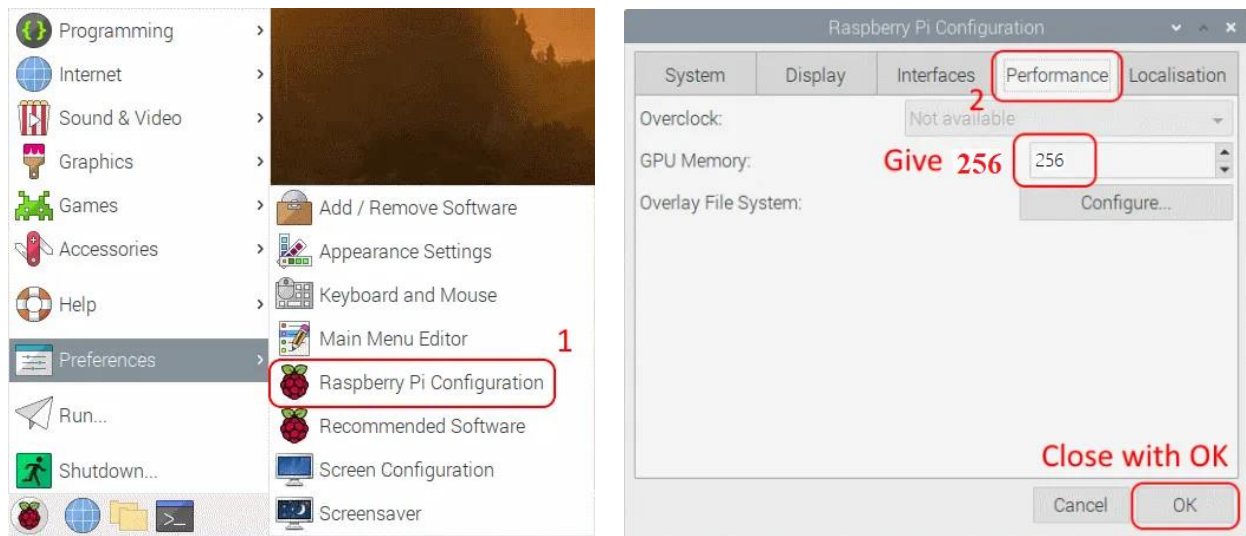 Programming
Internet
Sound & Video
Graphics
Games
Accessories
Help
Preferences
Run...
Shutdown...
Add / Remove Software
Appearance Settings
Keyboard and Mouse
Main Menu Editor
1
Raspberry Pi Configuration
Recommended Software
Screen Configuration
Screensaver
Raspberry Pi Configuration
System Display Interfaces Performance Localisation
2
Overclock: Not available
GPU Memory: Give 256 256
Overlay File System: Configure...
Close with OK
Cancel OK